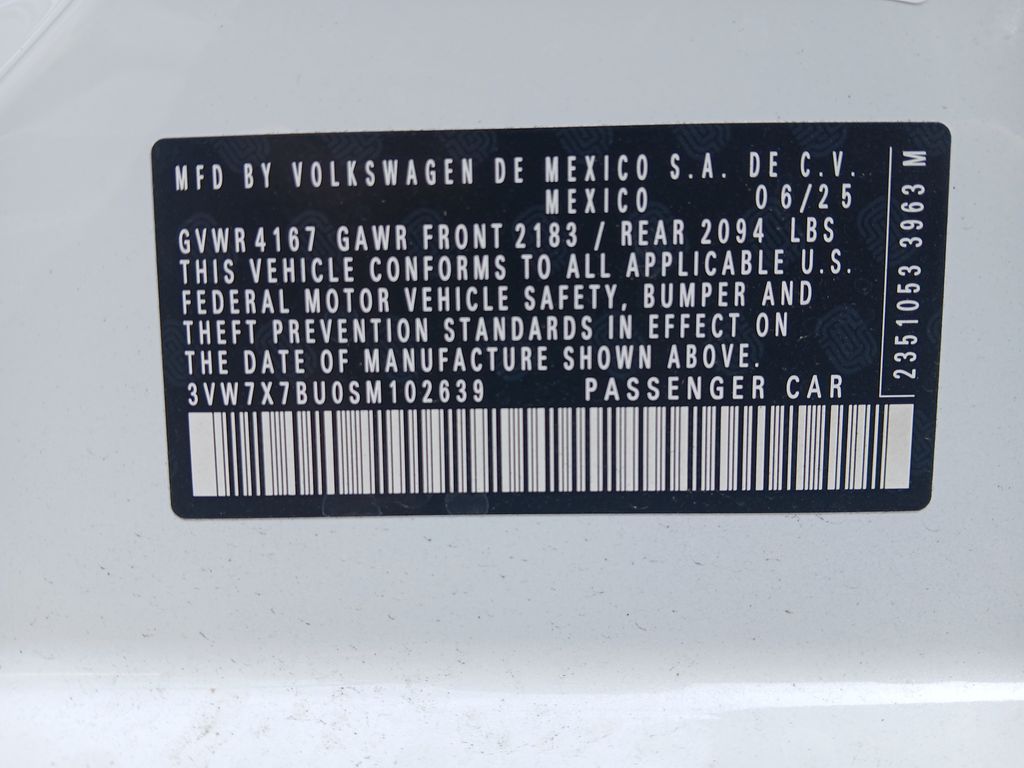 MFD BY VOLKSWAGEN DE MEXICO S.A. DE C.V.
MEXICO 06/25
GVWR 4167 GAWR FRONT 2183 / REAR 2094 LBS
THIS VEHICLE CONFORMS TO ALL APPLICABLE U.S.
FEDERAL MOTOR VEHICLE SAFETY, BUMPER AND
THEFT PREVENTION STANDARDS IN EFFECT ON
THE DATE OF MANUFACTURE SHOWN ABOVE.
3VW7X7BU0SM102639 PASSENGER CAR
2351053 3963 M